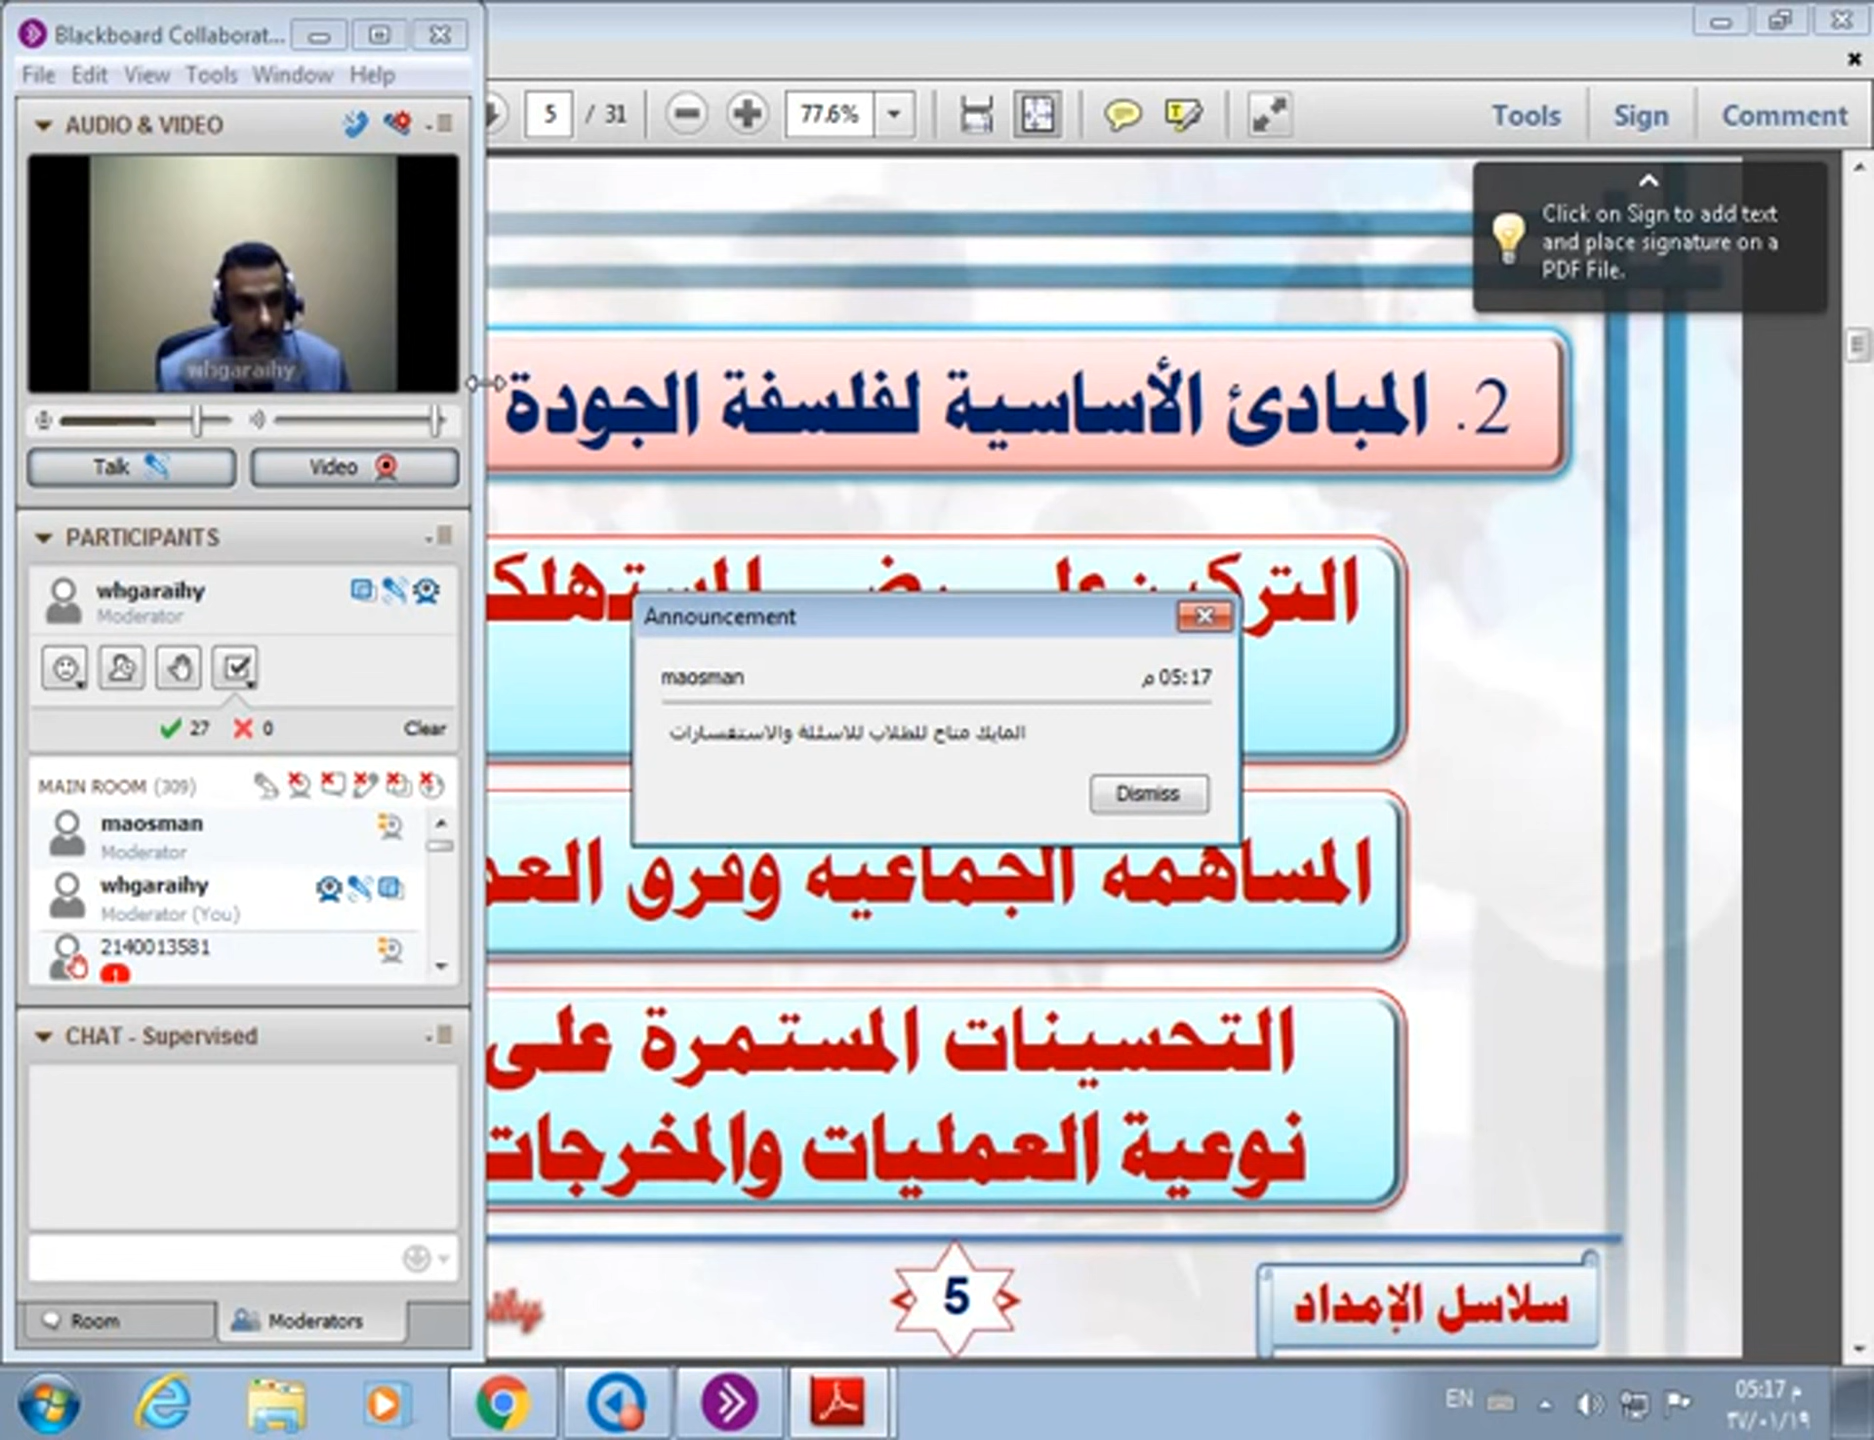 Blackboard Collaborat...
File Edit View Tools Window Help
AUDIO & VIDEO
whgaraihy
Talk
Video
PARTICIPANTS
whgaraihy
Moderator
27
0
Clear
MAIN ROOM (309)
maosman
Moderator
whgaraihy
Moderator (You)
2140013581
CHAT - Supervised
Room
Moderators
5 / 31
77.6%
Tools
Sign
Comment
Click on Sign to add text
and place signature on a
PDF File.
2. المبادئ الأساسية لفلسفة الجودة
Announcement
maosman
05:17 م
المايك متاح للطلاب للاسئلة والاستفسارات
Dismiss
المساهمه الجماعيه وفرق
التحسينات المستمرة على
نوعية العمليات والمخرجات
5
سلاسل الإمداد
EN
05:17 م
٣٧/٠١/١٩